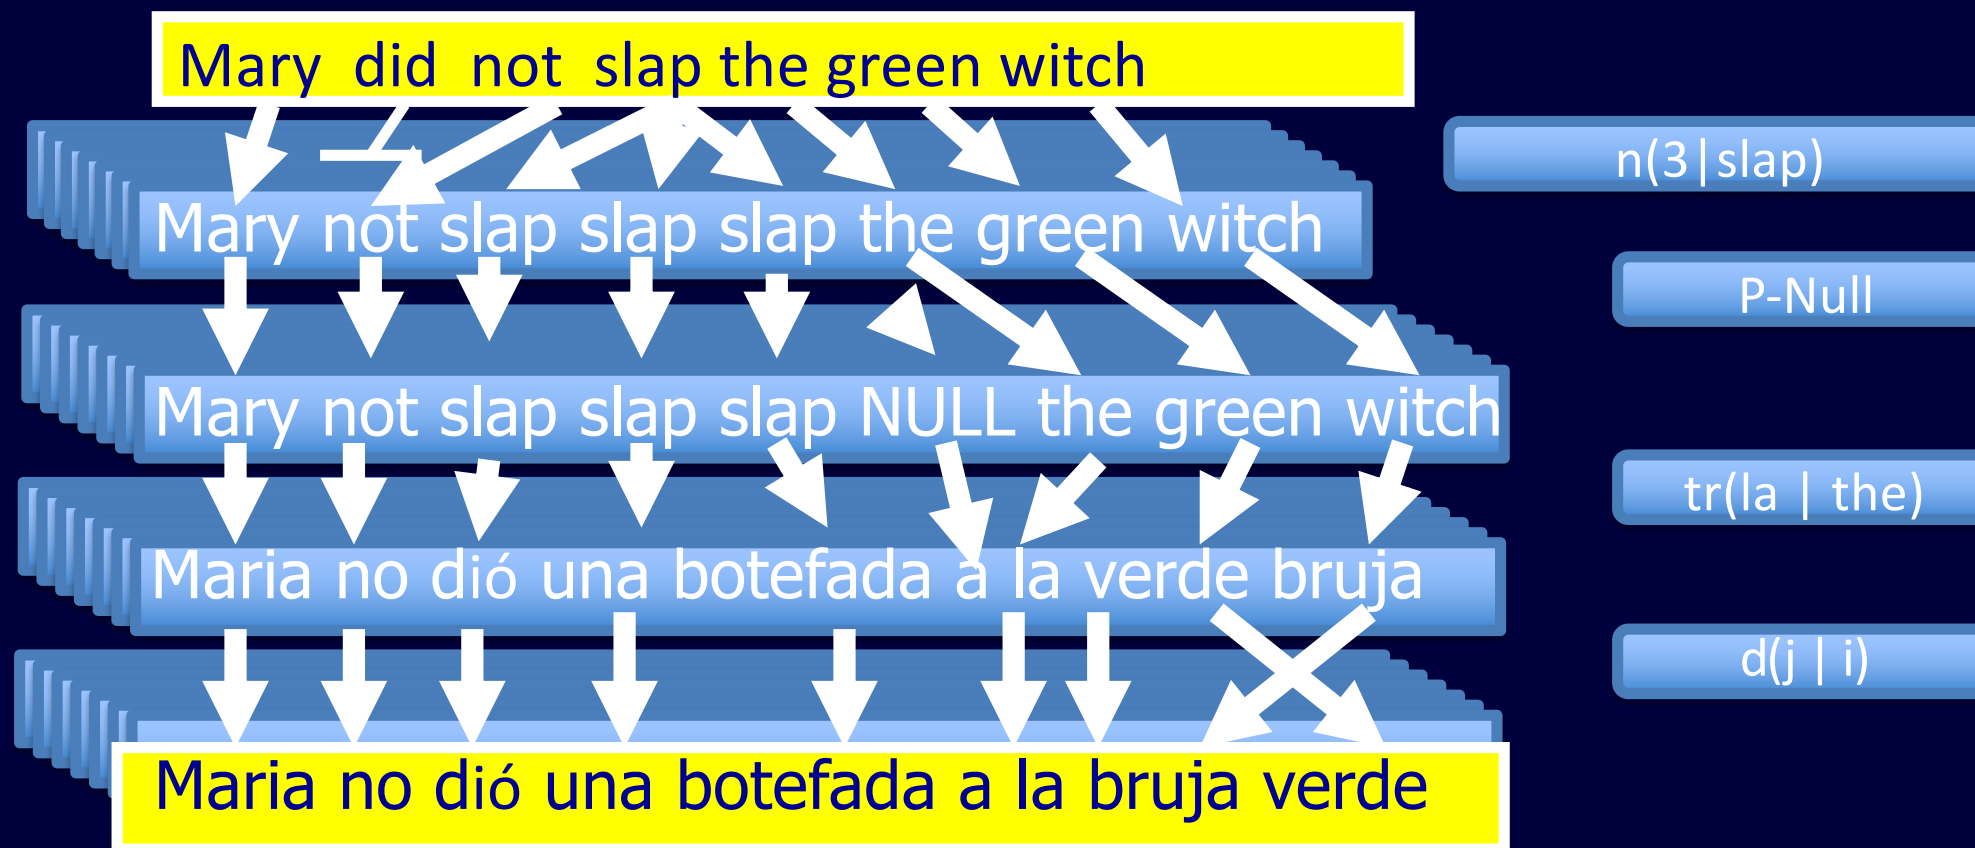 Mary did not slap the green witch
n(3|slap)
Mary not slap slap slap the green witch
P-Null
Mary not slap slap slap NULL the green witch
tr(la | the)
Maria no dió una botefada a la verde bruja
d(j | i)
Maria no dió una botefada a la bruja verde